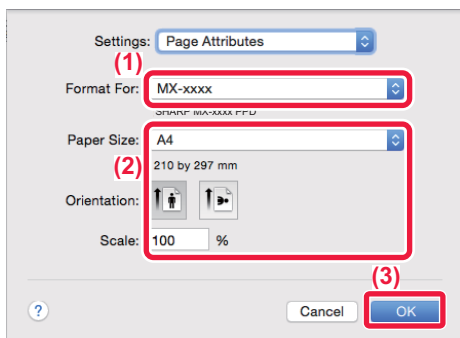 Settings: Page Attributes
(1)
Format For: MX-xxxx
SHARP MX-xxxx PPD
Paper Size: A4
(2) 210 by 297 mm
Orientation:
Scale: 100 %
(3)
? Cancel OK